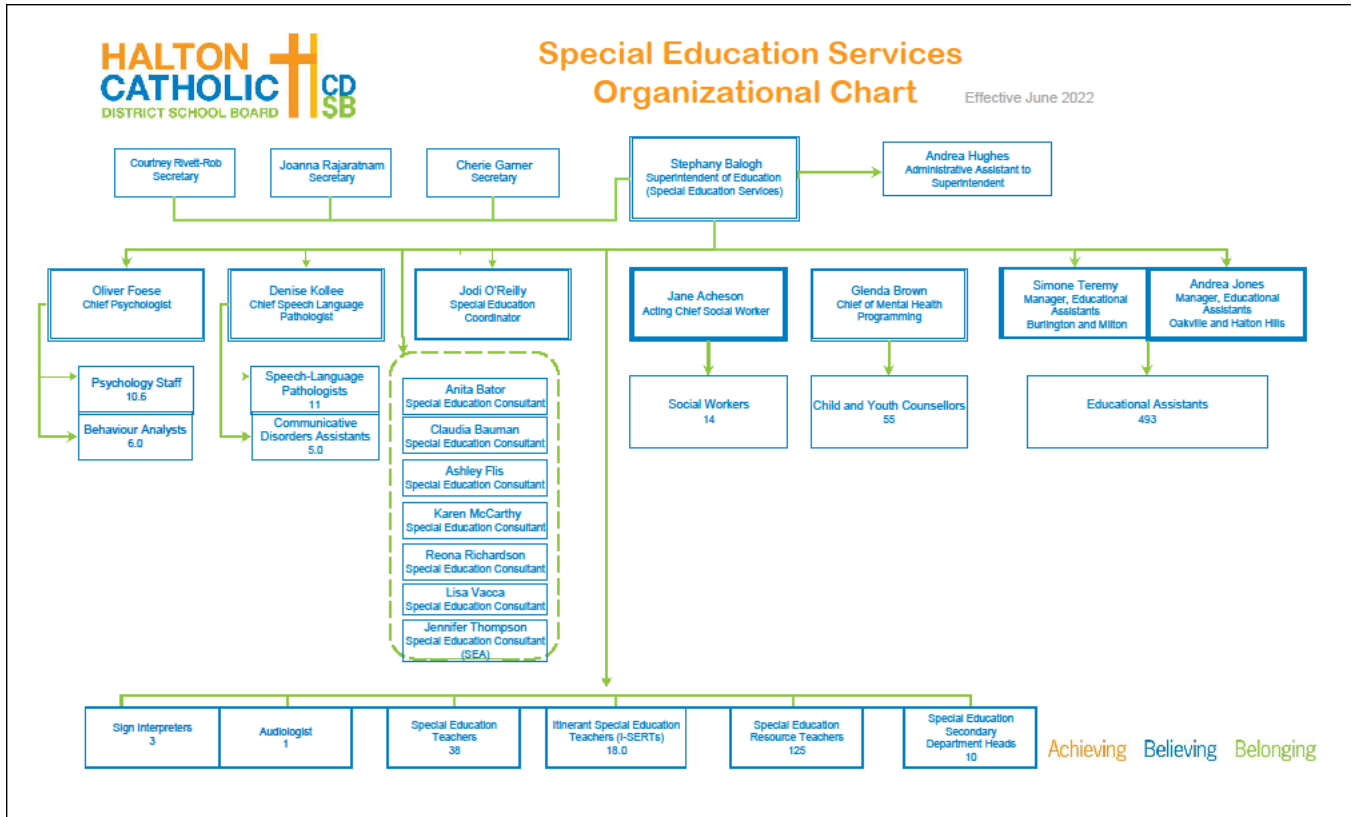 HALTON
CATHOLIC
DISTRICT SCHOOL BOARD
CD
SB
Special Education Services
Organizational Chart
Effective June 2022
Courtney Rivett-Rob
Secretary
Joanna Rajaratnam
Secretary
Cherie Garner
Secretary
Stephany Balogh
Superintendent of Education
(Special Education Services)
Andrea Hughes
Administrative Assistant to
Superintendent
Oliver Foese
Chief Psychologist
Denise Kollee
Chief Speech Language
Pathologist
Jodi O'Reilly
Special Education
Coordinator
Jane Acheson
Acting Chief Social Worker
Glenda Brown
Chief of Mental Health
Programming
Simone Teremy
Manager, Educational
Assistants
Burlington and Milton
Andrea Jones
Manager, Educational
Assistants
Oakville and Halton Hills
Psychology Staff
10.6
Behaviour Analysts
6.0
Speech-Language
Pathologists
11
Communicative
Disorders Assistants
5.0
Anita Bator
Special Education Consultant
Claudia Bauman
Special Education Consultant
Ashley Flis
Special Education Consultant
Karen McCarthy
Special Education Consultant
Reona Richardson
Special Education Consultant
Lisa Vacca
Special Education Consultant
Jennifer Thompson
Special Education Consultant
(SEA)
Social Workers
14
Child and Youth Counsellors
55
Educational Assistants
493
Sign Interpreters
3
Audiologist
1
Special Education
Teachers
38
Itinerant Special Education
Teachers (I-SERTs)
18.0
Special Education
Resource Teachers
125
Special Education
Secondary
Department Heads
10
Achieving Believing Belonging